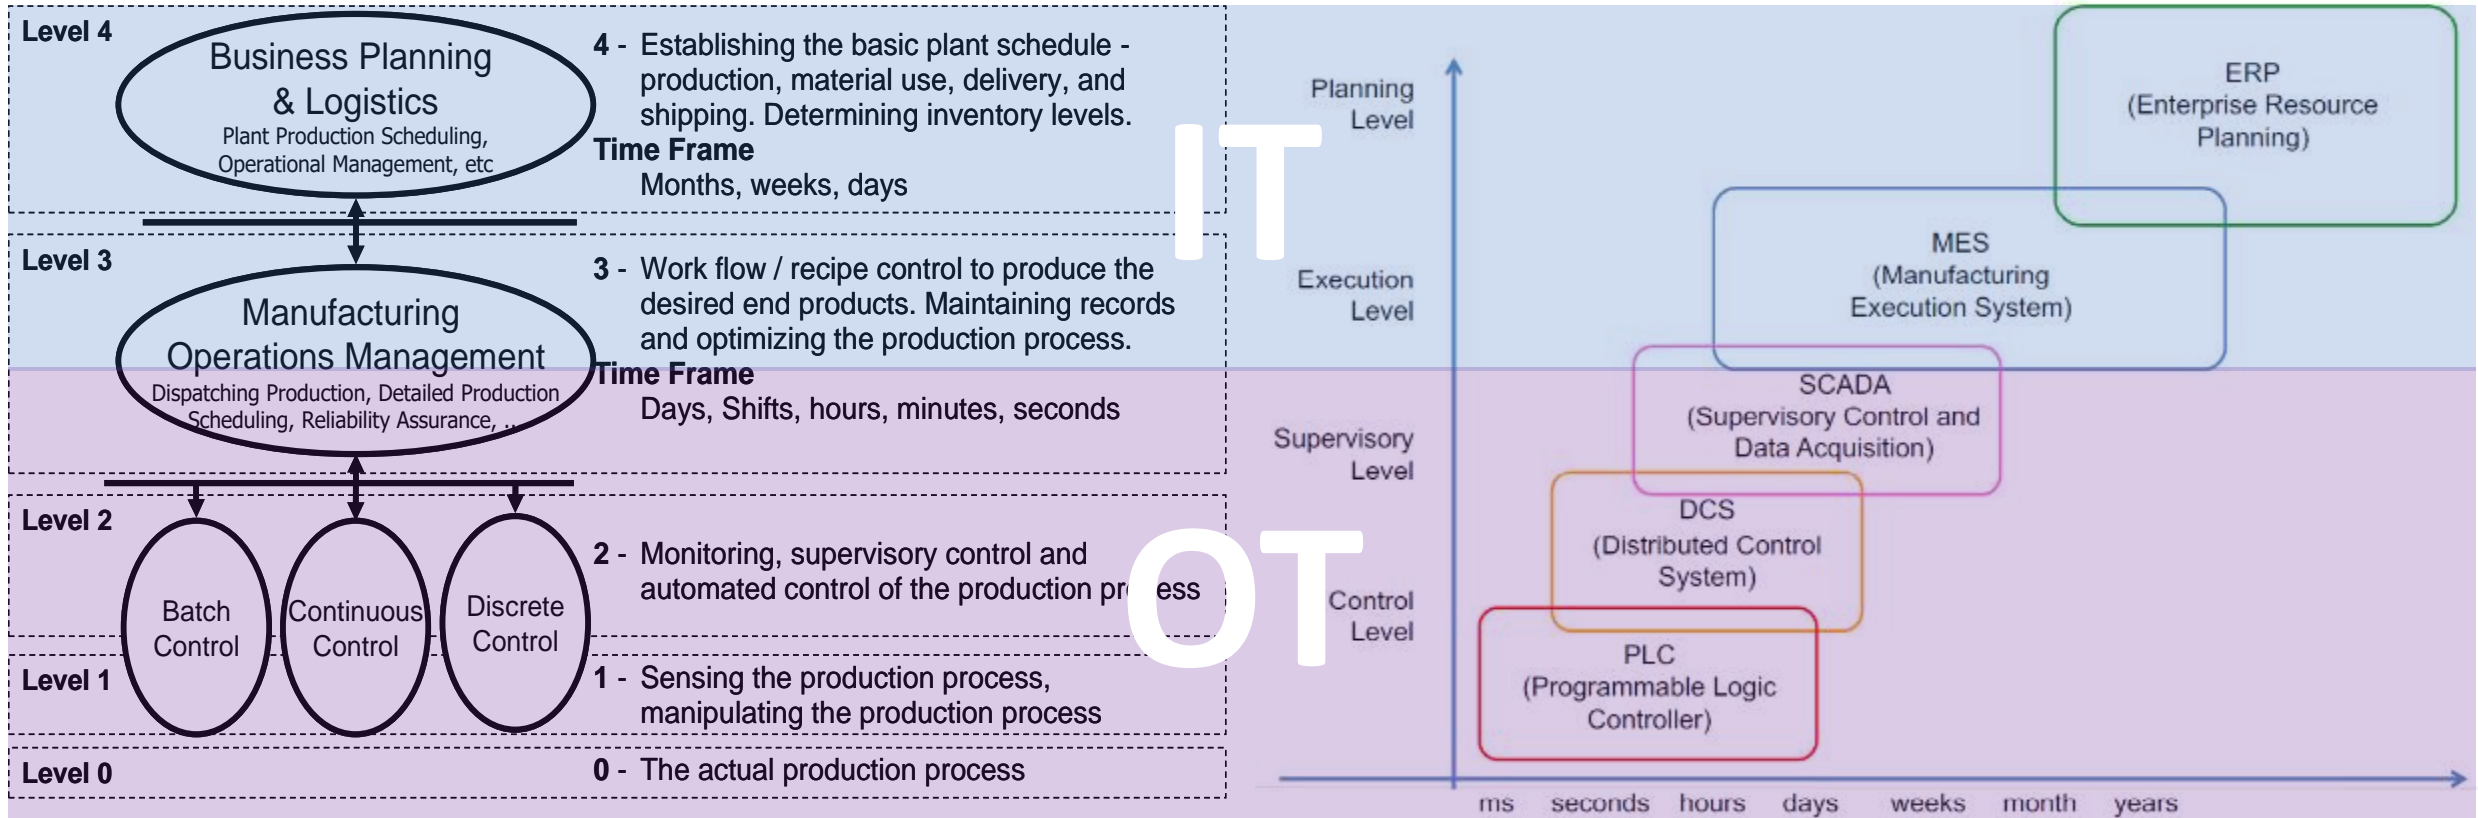 Level 4
Business Planning
& Logistics
Plant Production Scheduling,
Operational Management, etc
4 - Establishing the basic plant schedule -
production, material use, delivery, and
shipping. Determining inventory levels.
Time Frame
Months, weeks, days
Level 3
Manufacturing
Operations Management
Dispatching Production, Detailed Production
Scheduling, Reliability Assurance, ..
3 - Work flow / recipe control to produce the
desired end products. Maintaining records
and optimizing the production process.
Time Frame
Days, Shifts, hours, minutes, seconds
Level 2
Batch
Control
Continuous
Control
Discrete
Control
2 - Monitoring, supervisory control and
automated control of the production process
Level 1
1 - Sensing the production process,
manipulating the production process
Level 0
0 - The actual production process
IT
OT
Planning
Level
Execution
Level
Supervisory
Level
Control
Level
ERP
(Enterprise Resource
Planning)
MES
(Manufacturing
Execution System)
SCADA
(Supervisory Control and
Data Acquisition)
DCS
(Distributed Control
System)
PLC
(Programmable Logic
Controller)
ms seconds hours days weeks month years